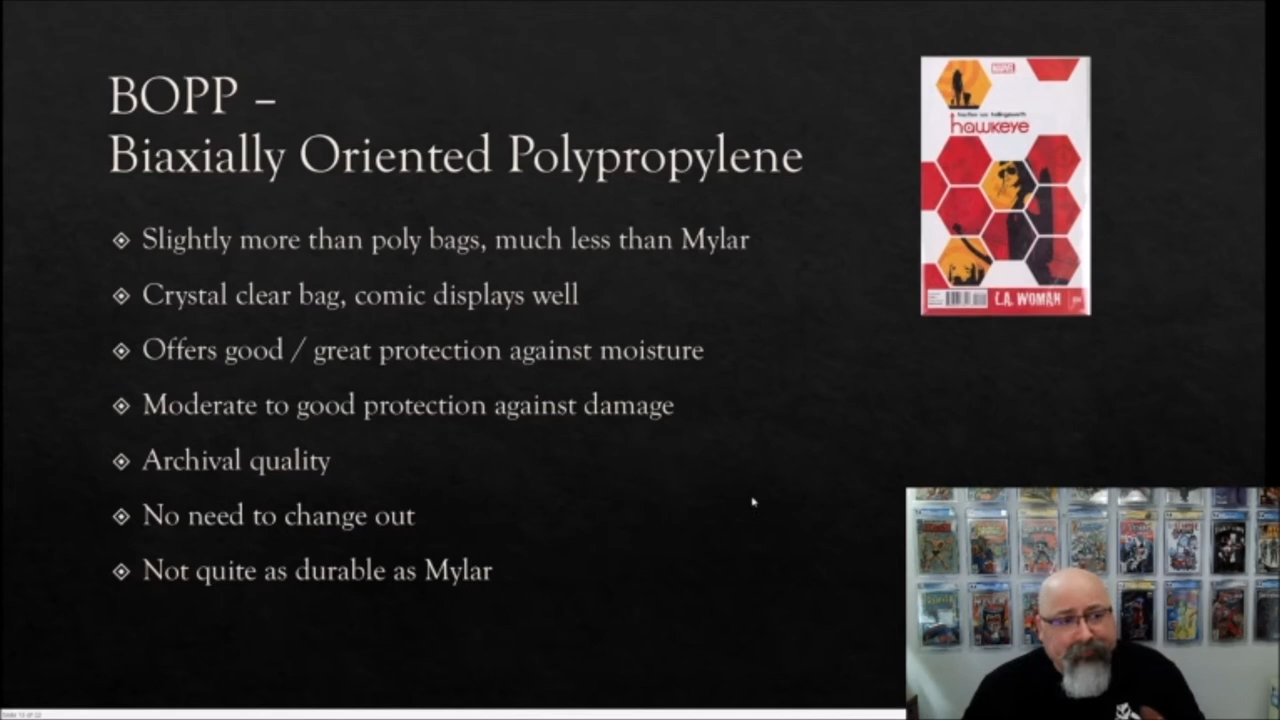 BOPP –
Biaxially Oriented Polypropylene
Slightly more than poly bags, much less than Mylar
Crystal clear bag, comic displays well
Offers good / great protection against moisture
Moderate to good protection against damage
Archival quality
No need to change out
Not quite as durable as Mylar
MARVEL
hawkeye
L.A. WOMAN